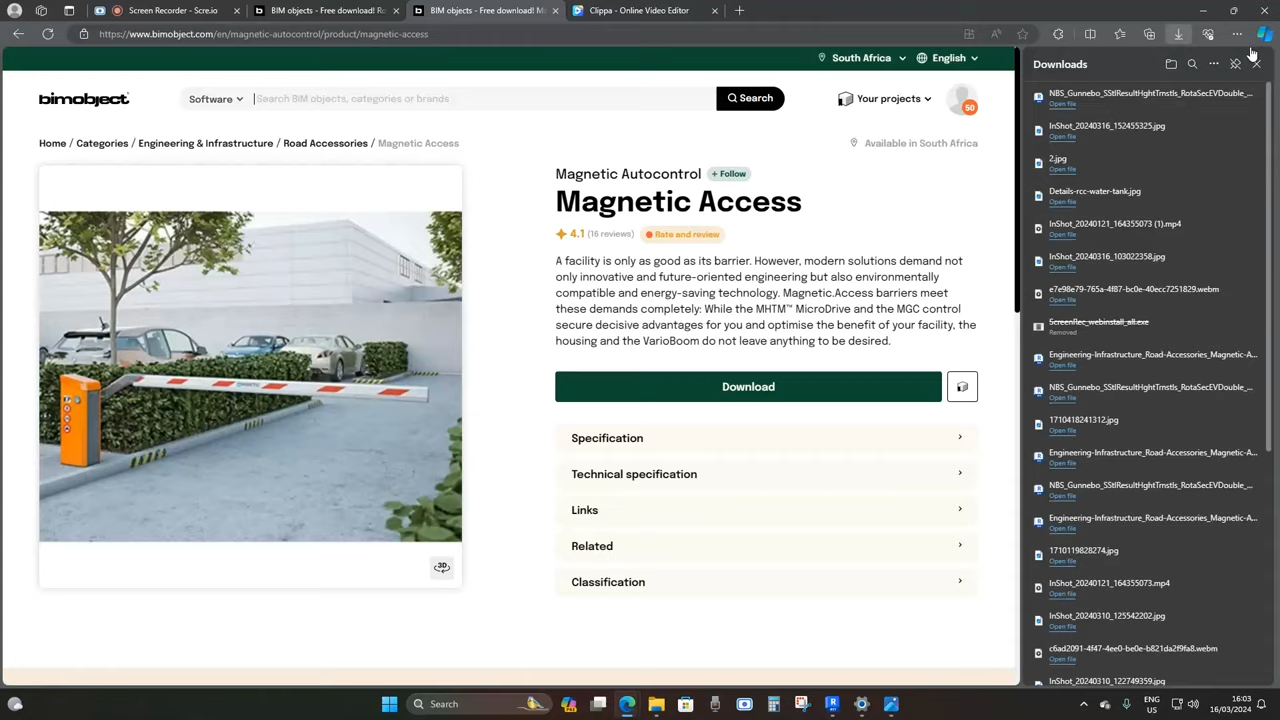 Screen Recorder - Scre.io
BIM objects - Free download! Ro
BIM objects - Free download! M
Clippa - Online Video Editor
https://www.bimobject.com/en/magnetic-autocontrol/product/magnetic-access
South Africa
English
bimobject
Software
Search BIM objects, categories or brands
Search
Your projects
50
Home / Categories / Engineering & Infrastructure / Road Accessories / Magnetic Access
Available in South Africa
Magnetic Autocontrol
+ Follow
Magnetic Access
4.1 (16 reviews)
Rate and review
A facility is only as good as its barrier. However, modern solutions demand not
only innovative and future-oriented engineering but also environmentally
compatible and energy-saving technology. Magnetic.Access barriers meet
these demands completely: While the MHTM™ MicroDrive and the MGC control
secure decisive advantages for you and optimise the benefit of your facility, the
housing and the VarioBoom do not leave anything to be desired.
Download
Specification
Technical specification
Links
Related
Classification
3D
Downloads
NBS_Gunnebo_SStlResultHghtTrnstls_RotaSecEVDouble_...
Open file
InShot_20240316_152455325.jpg
Open file
2.jpg
Open file
Details-rcc-water-tank.jpg
Open file
InShot_20240121_164355073 (1).mp4
Open file
InShot_20240316_103022358.jpg
Open file
e7e98e79-765a-4f87-bc0e-40ecc7251829.webm
Open file
ScreenRec_webinstall_all.exe
Removed
Engineering-Infrastructure_Road-Accessories_Magnetic-A...
Open file
NBS_Gunnebo_SStlResultHghtTrnstls_RotaSecEVDouble_...
Open file
1710418241312.jpg
Open file
Engineering-Infrastructure_Road-Accessories_Magnetic-A...
Open file
NBS_Gunnebo_SStlResultHghtTrnstls_RotaSecEVDouble_...
Open file
Engineering-Infrastructure_Road-Accessories_Magnetic-A...
Open file
1710119828274.jpg
Open file
InShot_20240121_164355073.mp4
Open file
InShot_20240310_125542202.jpg
Open file
c6ad2091-4f47-4ee0-be0e-b821da2f9fa8.webm
Open file
InShot_20240310_122749359.jpg
Search
ENG
US
16:03
16/03/2024